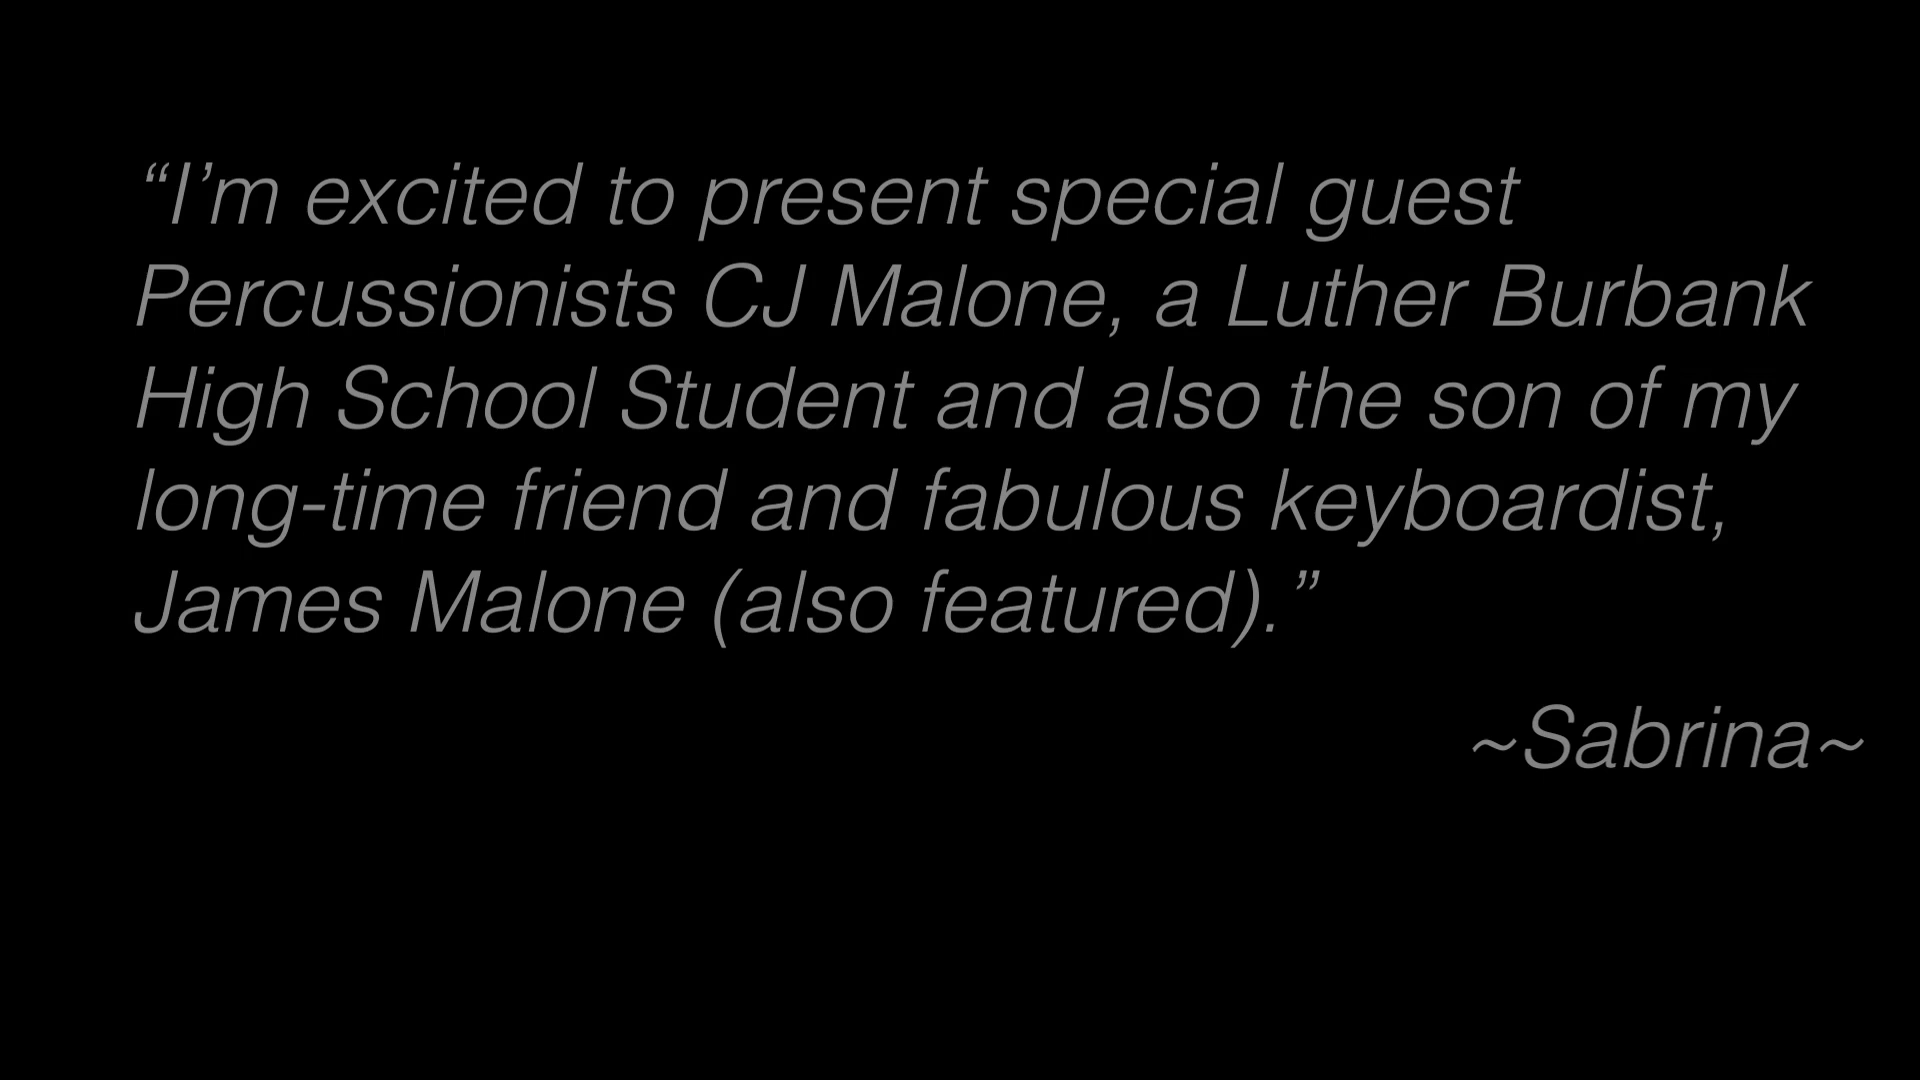 “I’m excited to present special guest
Percussionists CJ Malone, a Luther Burbank
High School Student and also the son of my
long-time friend and fabulous keyboardist,
James Malone (also featured).”
~Sabrina~